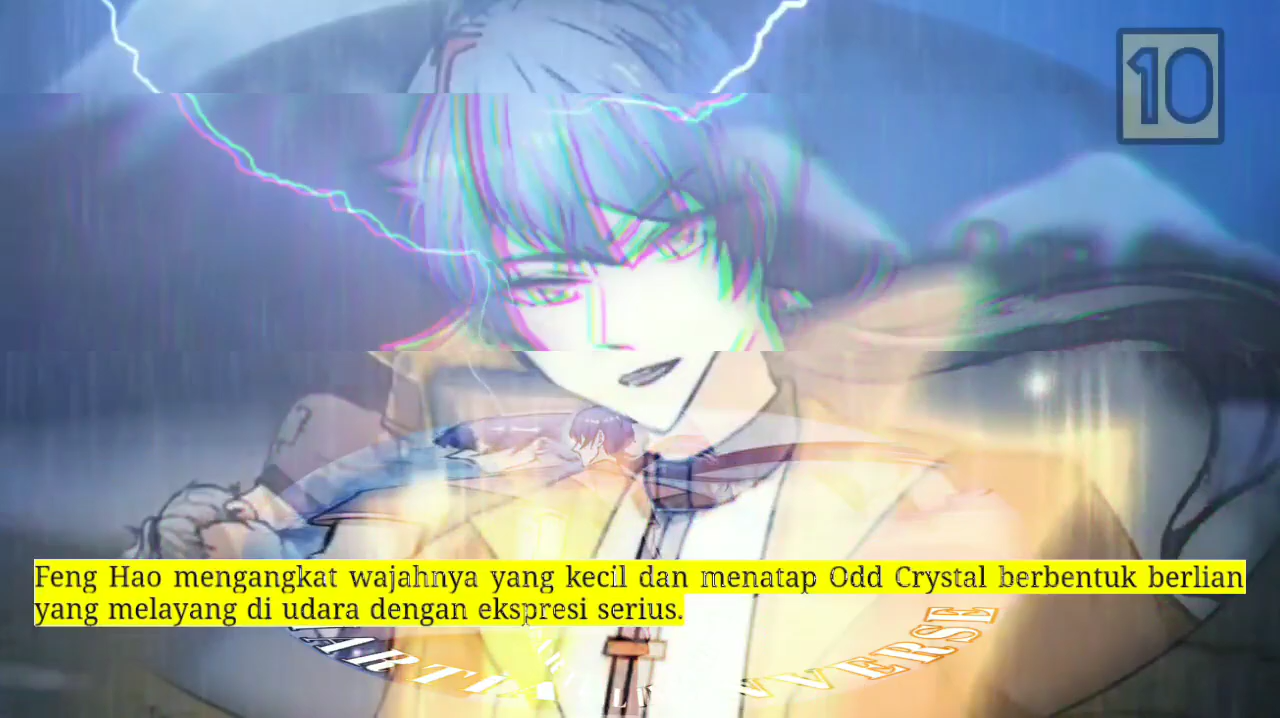 10
Feng Hao mengangkat wajahnya yang kecil dan menatap Odd Crystal berbentuk berlian
yang melayang di udara dengan ekspresi serius.